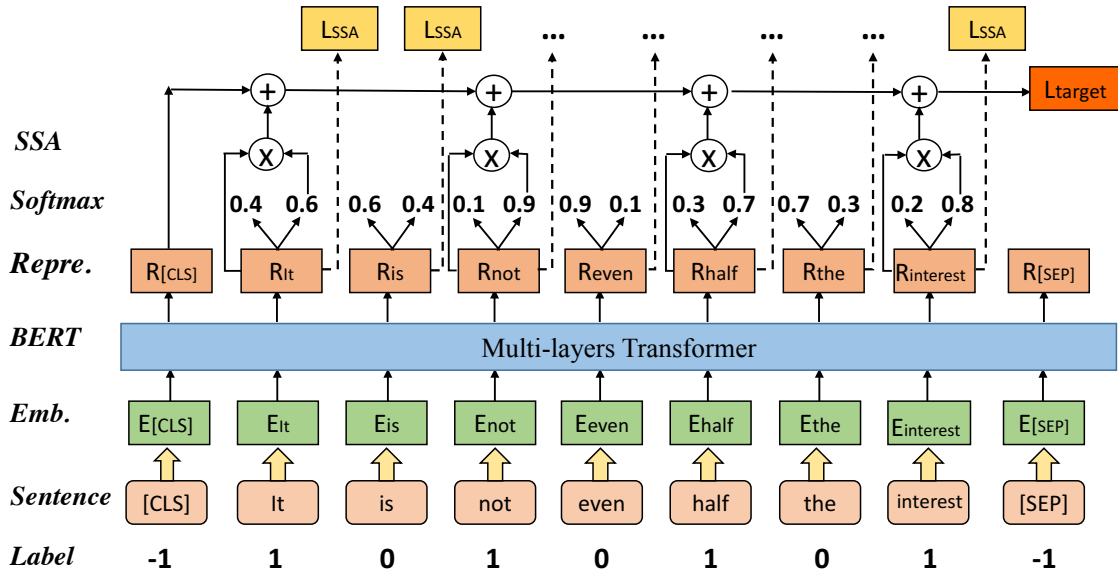 LSSA LSSA ... ... ... ... LSSA
+ + + + Ltarget
SSA X X X X
Softmax 0.4 0.6 0.6 0.4 0.1 0.9 0.9 0.1 0.3 0.7 0.7 0.3 0.2 0.8
Repre. R[CLS] RIt Ris Rnot Reven Rhalf Rthe Rinterest R[SEP]
BERT Multi-layers Transformer
Emb. E[CLS] EIt Eis Enot Eeven Ehalf Ethe Einterest E[SEP]
Sentence [CLS] It is not even half the interest [SEP]
Label -1 1 0 1 0 1 0 1 -1